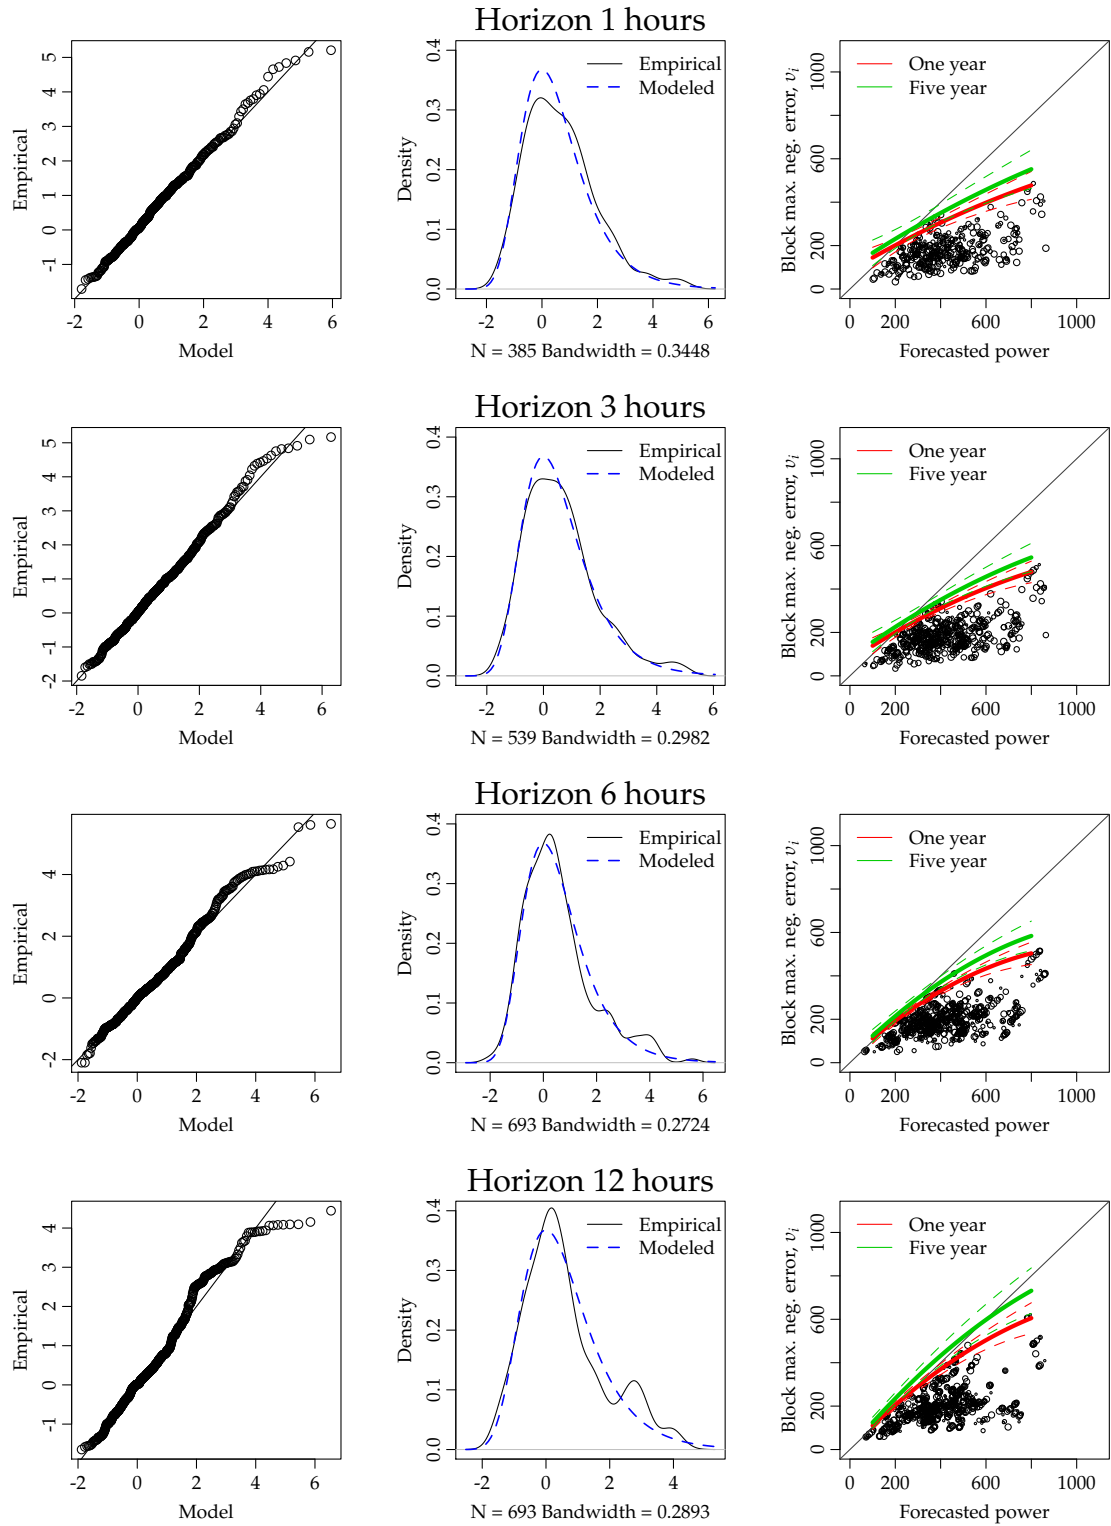 Horizon 1 hours
Empirical
-1 0 1 2 3 4 5
-2 0 2 4 6
Model
Density
0.0 0.1 0.2 0.3 0.4
Empirical
Modeled
-2 0 2 4 6
N = 385 Bandwidth = 0.3448
Block max. neg. error, v_i
0 200 600 1000
One year
Five year
0 200 600 1000
Forecasted power
Horizon 3 hours
Empirical
-2 -1 0 1 2 3 4 5
-2 0 2 4 6
Model
Density
0.0 0.1 0.2 0.3 0.4
Empirical
Modeled
-2 0 2 4 6
N = 539 Bandwidth = 0.2982
Block max. neg. error, v_i
0 200 600 1000
One year
Five year
0 200 600 1000
Forecasted power
Horizon 6 hours
Empirical
-2 0 2 4
-2 0 2 4 6
Model
Density
0.0 0.1 0.2 0.3 0.4
Empirical
Modeled
-2 0 2 4 6
N = 693 Bandwidth = 0.2724
Block max. neg. error, v_i
0 200 600 1000
One year
Five year
0 200 600 1000
Forecasted power
Horizon 12 hours
Empirical
-1 0 1 2 3 4
-2 0 2 4 6
Model
Density
0.0 0.1 0.2 0.3 0.4
Empirical
Modeled
-2 0 2 4
N = 693 Bandwidth = 0.2893
Block max. neg. error, v_i
0 200 600 1000
One year
Five year
0 200 600 1000
Forecasted power